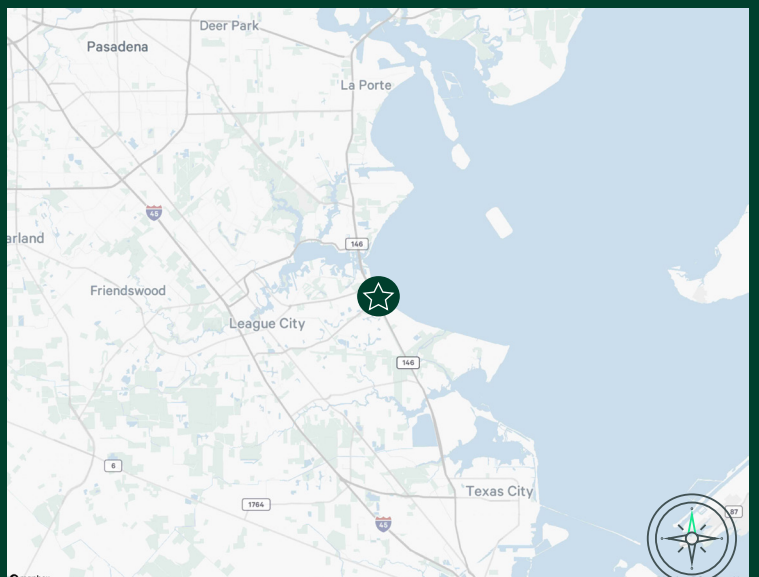 Deer Park
Pasadena
La Porte
45
arland
146
Friendswood
League City
146
6
Texas City
1764
87
45